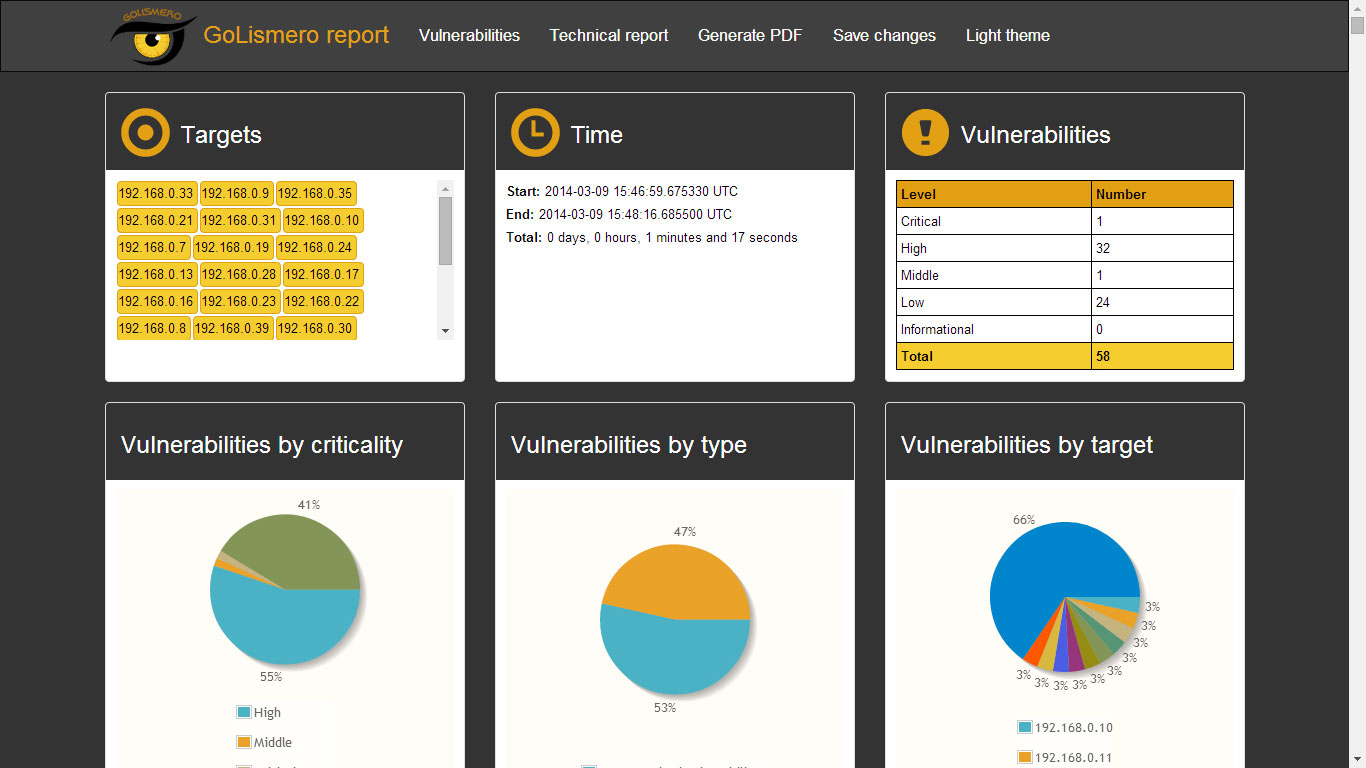 GOLISMERO
GoLismero report Vulnerabilities Technical report Generate PDF Save changes Light theme
Targets
192.168.0.33 192.168.0.9 192.168.0.35
192.168.0.21 192.168.0.31 192.168.0.10
192.168.0.7 192.168.0.19 192.168.0.24
192.168.0.13 192.168.0.28 192.168.0.17
192.168.0.16 192.168.0.23 192.168.0.22
192.168.0.8 192.168.0.39 192.168.0.30
Time
Start: 2014-03-09 15:46:59.675330 UTC
End: 2014-03-09 15:48:16.685500 UTC
Total: 0 days, 0 hours, 1 minutes and 17 seconds
Vulnerabilities
Level Number
Critical 1
High 32
Middle 1
Low 24
Informational 0
Total 58
Vulnerabilities by criticality
41%
55%
High
Middle
Vulnerabilities by type
47%
53%
Vulnerabilities by target
66%
3%
3%
3%
3%
3%
3%
3%
3%
3%
3%
192.168.0.10
192.168.0.11